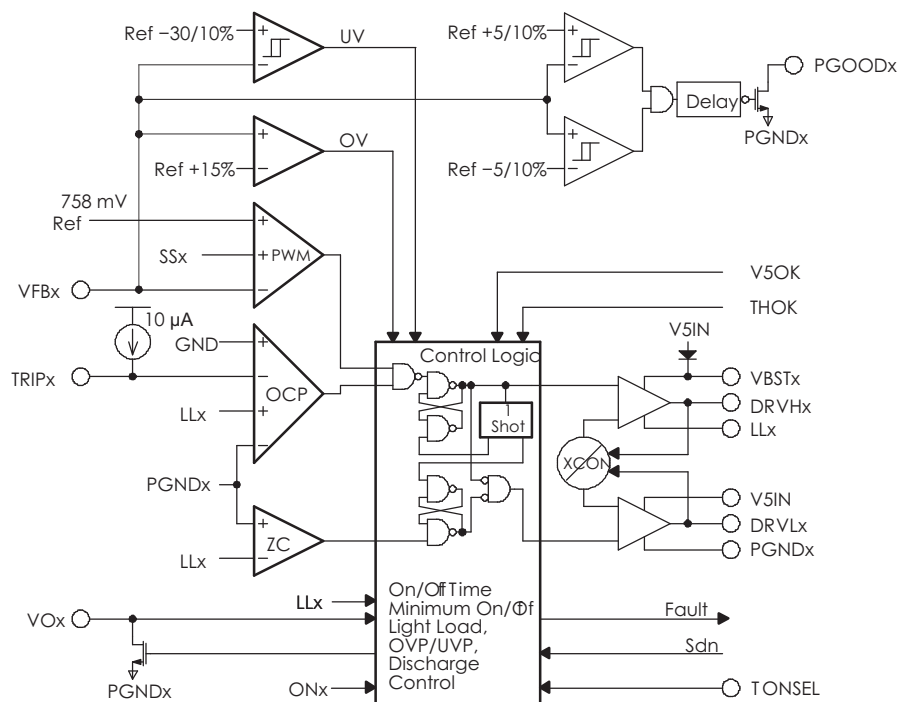 Ref −30/10%
+
−
UV
Ref +5/10%
+
−
PGOODx
Delay
PGNDx
+
−
OV
Ref +15%
+
−
Ref −5/10%
758 mV
Ref
+
SSx
+
PWM
−
VFBx
V5OK
THOK
10 µA
GND
+
Control Logic
V5IN
TRIPx
−
OCP
VBSTx
DRVHx
LLx
+
LLx
1
Shot
−
XCON
PGNDx
V5IN
+
ZC
DRVLx
LLx
−
PGNDx
LLx
On/Off Time
Minimum On/Off
Light Load,
OVP/UVP,
Discharge
Control
Fault
VOx
Sdn
PGNDx
ONx
TONSEL